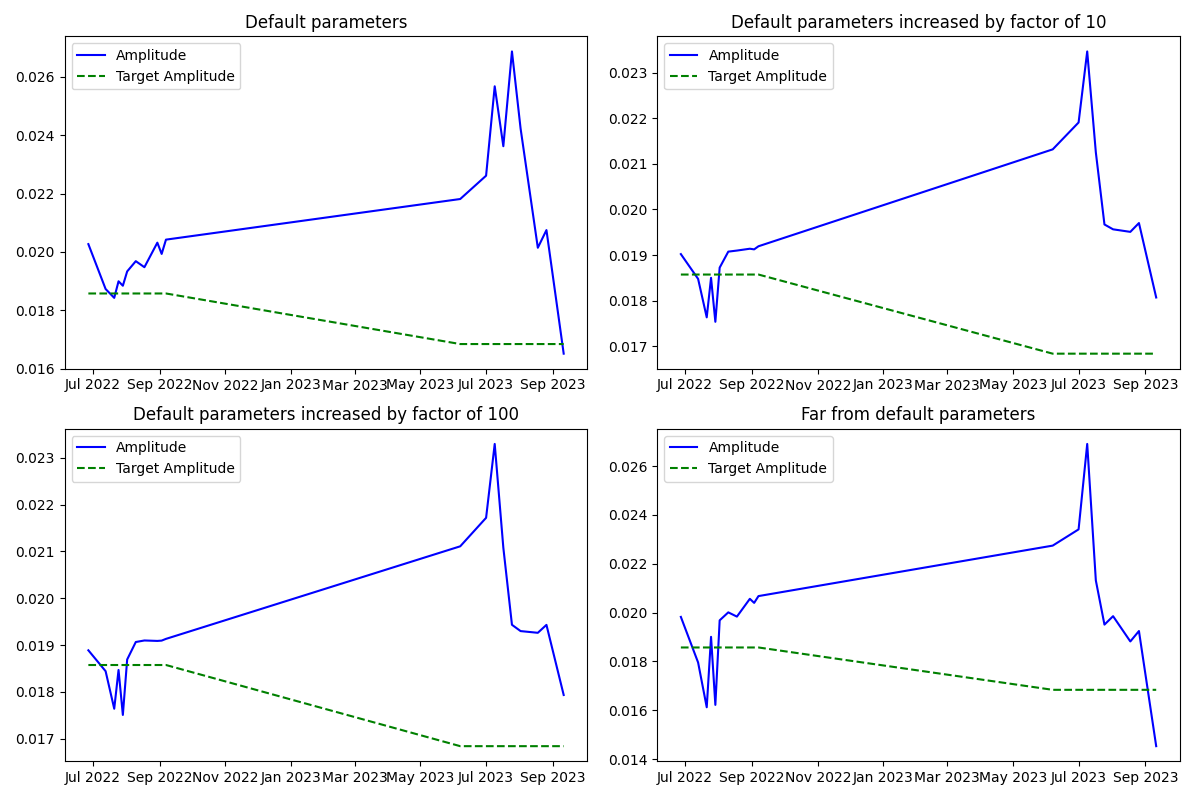 Default parameters
Amplitude
Target Amplitude
0.026
0.024
0.022
0.020
0.018
0.016
Jul 2022 Sep 2022 Nov 2022 Jan 2023 Mar 2023 May 2023 Jul 2023 Sep 2023
Default parameters increased by factor of 10
Amplitude
Target Amplitude
0.023
0.022
0.021
0.020
0.019
0.018
0.017
Jul 2022 Sep 2022 Nov 2022 Jan 2023 Mar 2023 May 2023 Jul 2023 Sep 2023
Default parameters increased by factor of 100
Amplitude
Target Amplitude
0.023
0.022
0.021
0.020
0.019
0.018
0.017
Jul 2022 Sep 2022 Nov 2022 Jan 2023 Mar 2023 May 2023 Jul 2023 Sep 2023
Far from default parameters
Amplitude
Target Amplitude
0.026
0.024
0.022
0.020
0.018
0.016
0.014
Jul 2022 Sep 2022 Nov 2022 Jan 2023 Mar 2023 May 2023 Jul 2023 Sep 2023